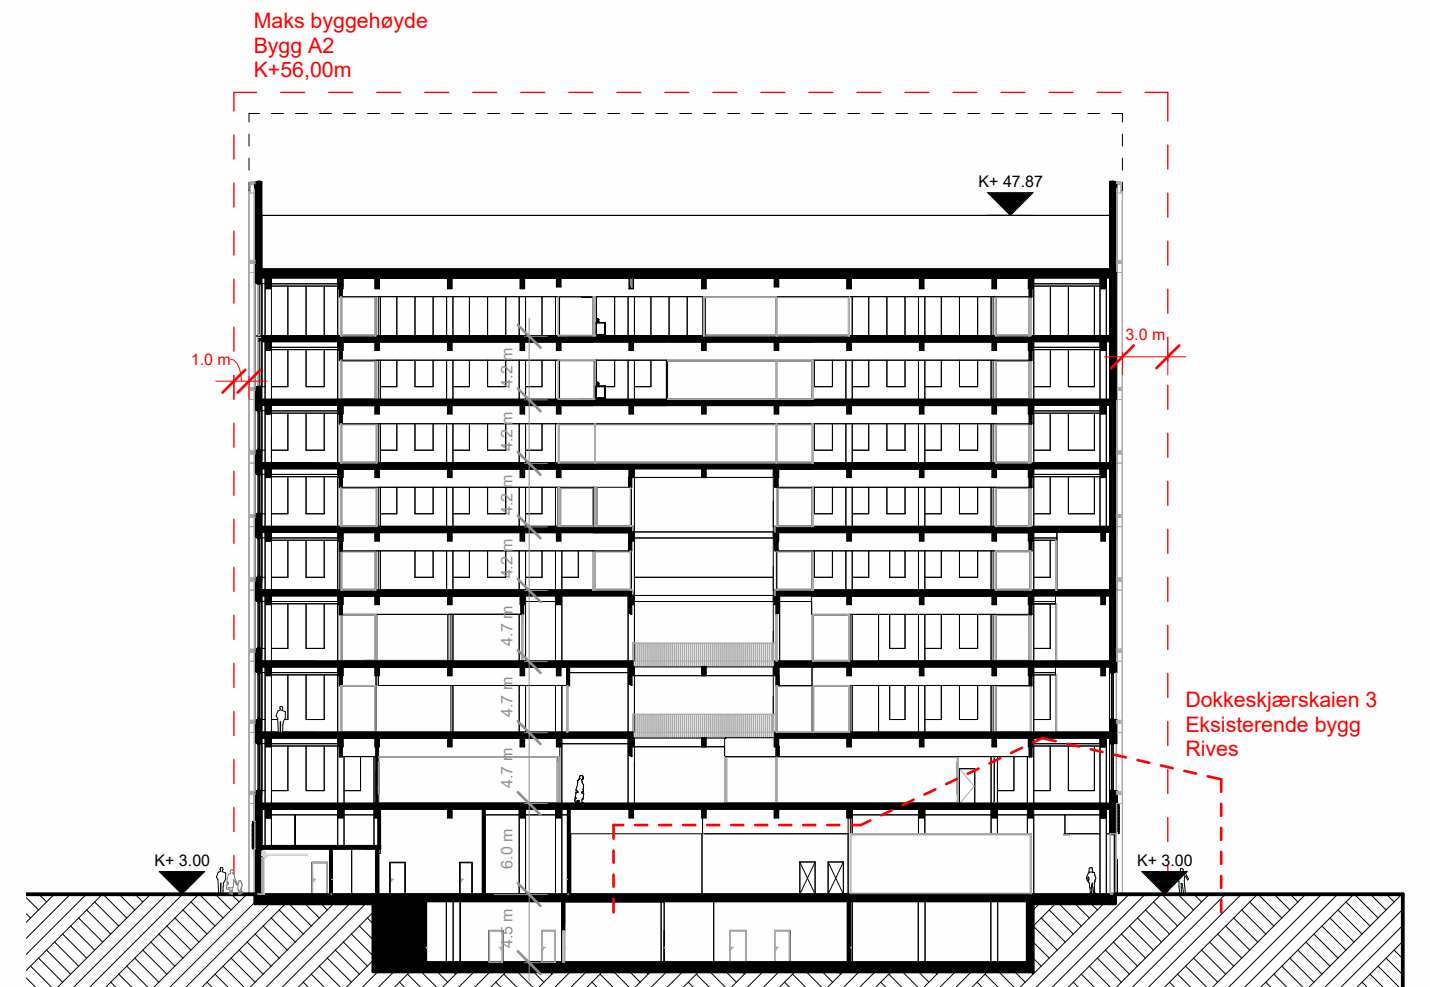 Maks byggehøyde
Bygg A2
K+56,00m
K+ 47.87
1.0 m
3.0 m
4.2 m
4.2 m
4.2 m
4.2 m
4.7 m
4.7 m
4.7 m
6.0 m
4.5 m
Dokkeskjærskaien 3
Eksisterende bygg
Rives
K+ 3.00
K+ 3.00